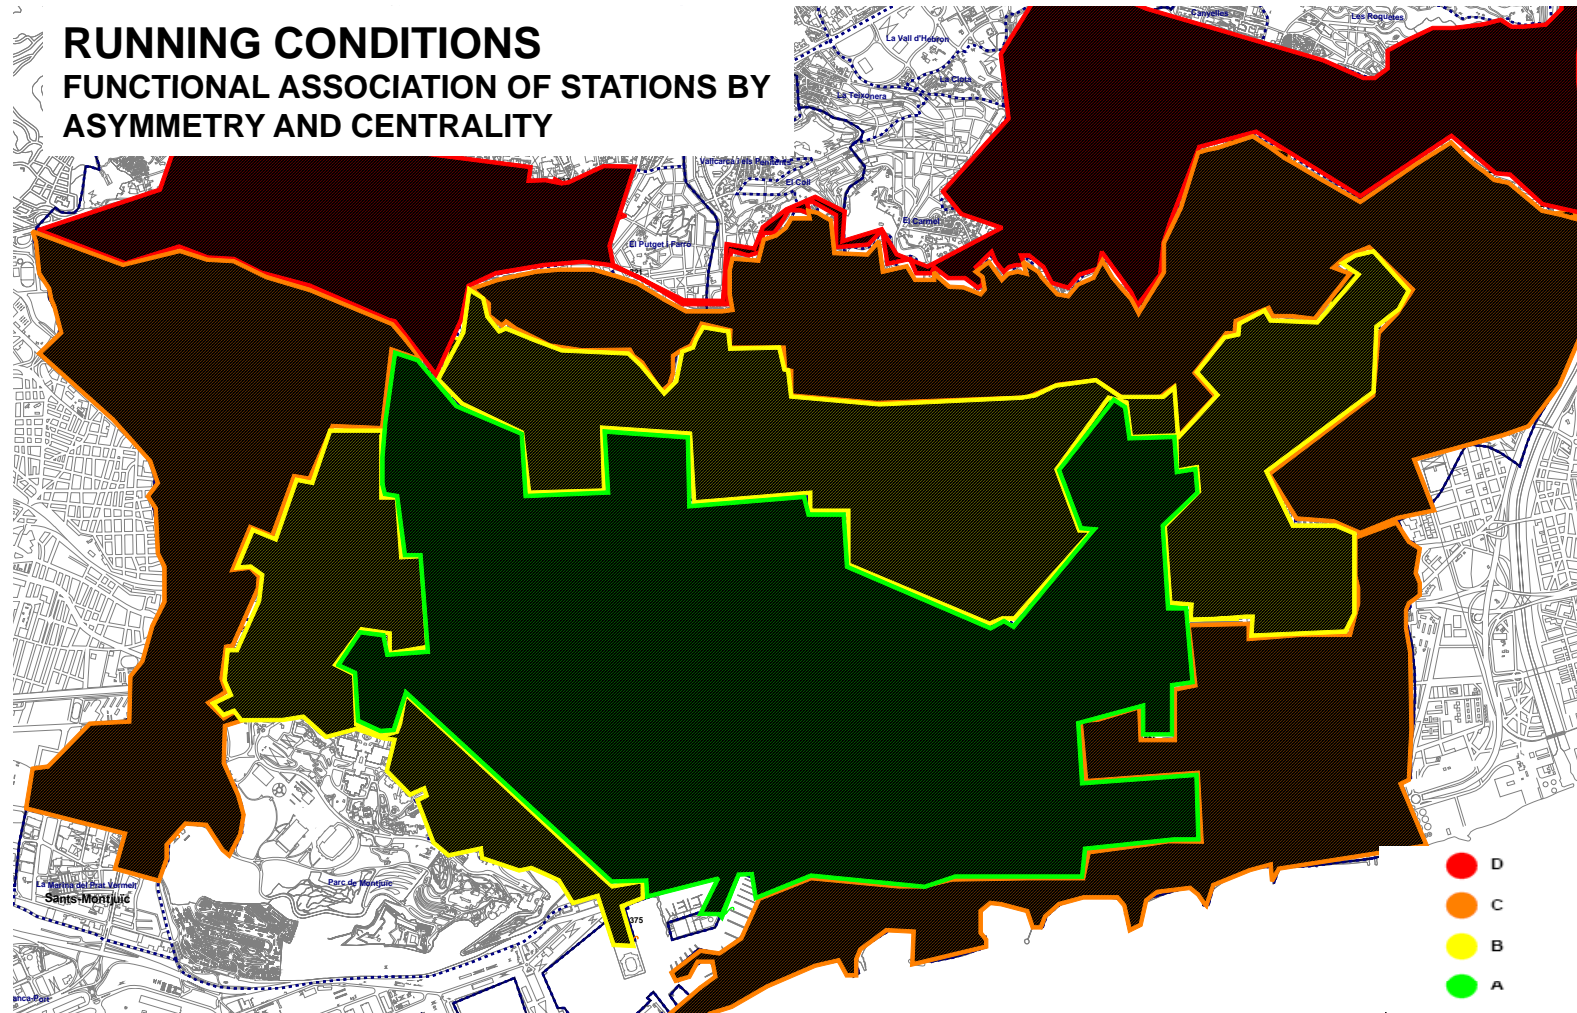 RUNNING CONDITIONS
FUNCTIONAL ASSOCIATION OF STATIONS BY
ASYMMETRY AND CENTRALITY
Canyelles
Les Roquetes
La Vall d'Hebron
La Clota
La Teixonera
Vallcarca i els Penitents
El Coll
El Carmel
El Putget i Farró
La Marina del Prat Vermell
Sants-Montjuïc
Parc de Montjuïc
375
D
C
B
A